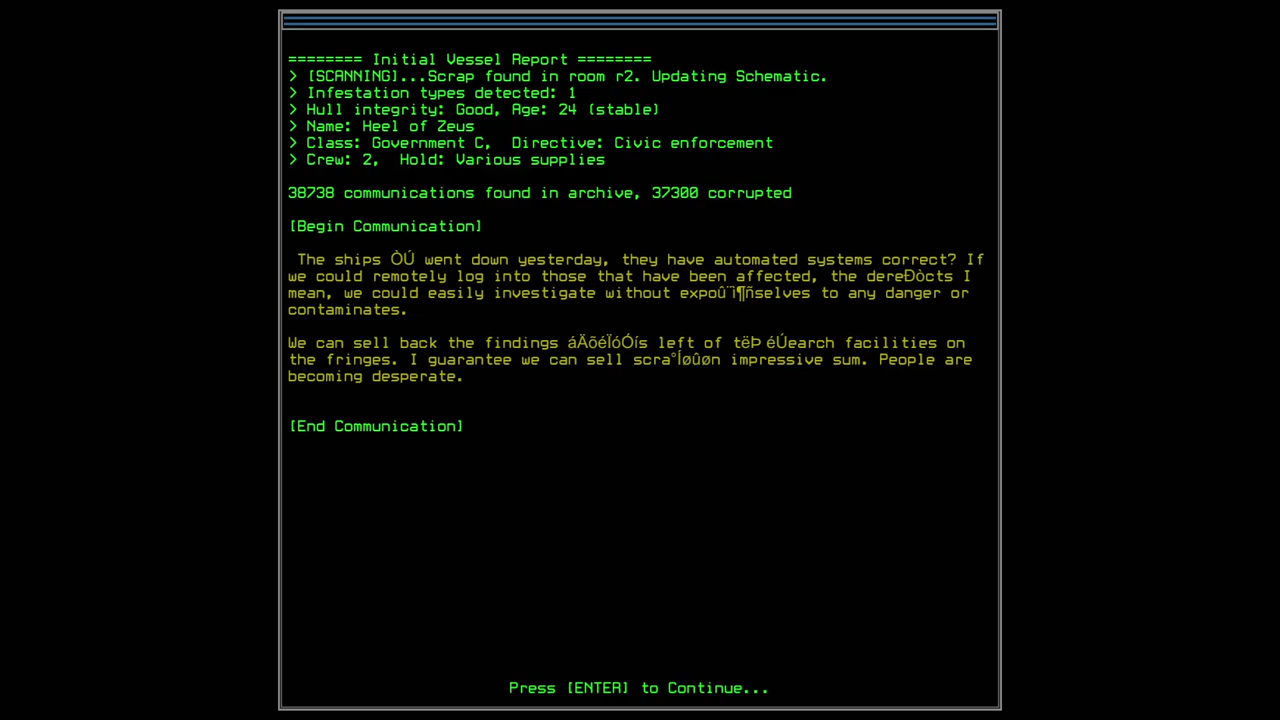 ======== Initial Vessel Report ========
> [SCANNING]...Scrap found in room r2. Updating Schematic.
> Infestation types detected: 1
> Hull integrity: Good, Age: 24 (stable)
> Name: Heel of Zeus
> Class: Government C,  Directive: Civic enforcement
> Crew: 2,  Hold: Various supplies
38738 communications found in archive, 37300 corrupted
[Begin Communication]
The ships ÒÚ went down yesterday, they have automated systems correct? If
we could remotely log into those that have been affected, the dereÐòcts I
mean, we could easily investigate without expoû¨ì¶ñselves to any danger or
contaminates.
We can sell back the findings áÄõéÏóÓís left of tëÞ éÚearch facilities on
the fringes. I guarantee we can sell scra°Íøûøn impressive sum. People are
becoming desperate.
[End Communication]
Press [ENTER] to Continue...